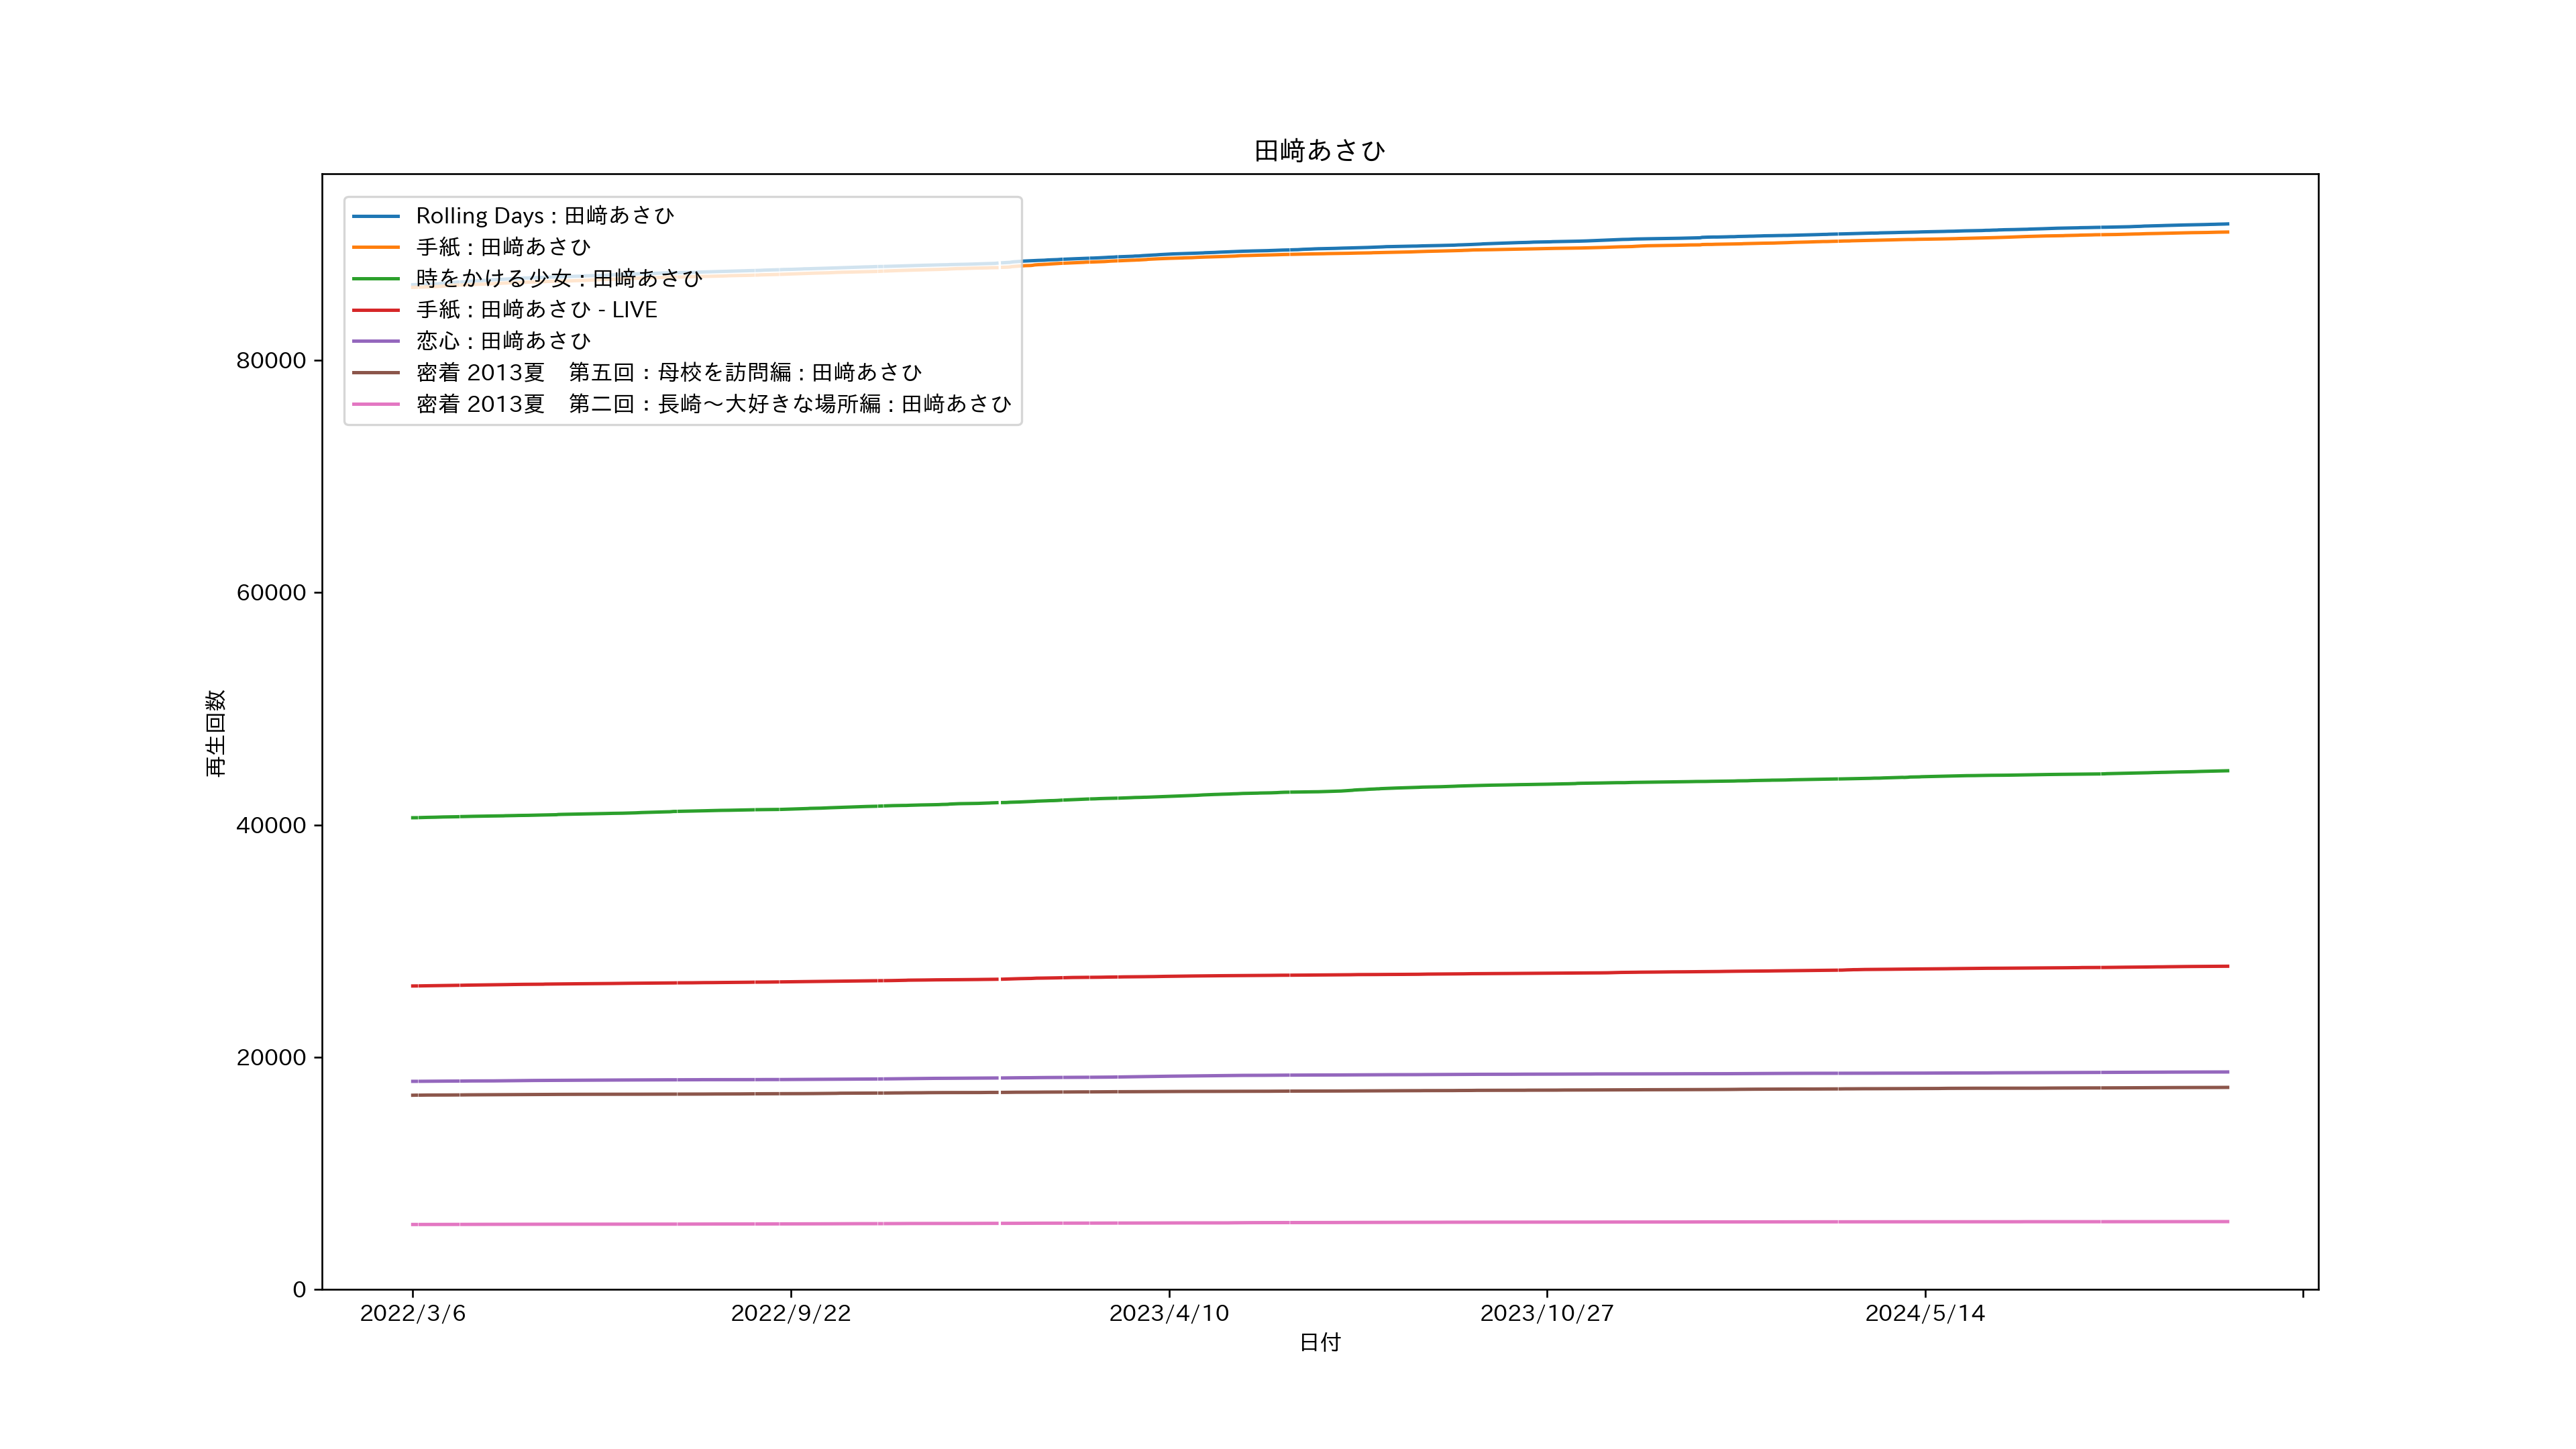 田﨑あさひ
Rolling Days : 田﨑あさひ
手紙 : 田﨑あさひ
時をかける少女 : 田﨑あさひ
手紙 : 田﨑あさひ - LIVE
恋心 : 田﨑あさひ
密着 2013夏　第五回：母校を訪問編 : 田﨑あさひ
密着 2013夏　第二回：長崎～大好きな場所編 : 田﨑あさひ
80000
60000
40000
20000
0
再生回数
2022/3/6 2022/9/22 2023/4/10 2023/10/27 2024/5/14
日付